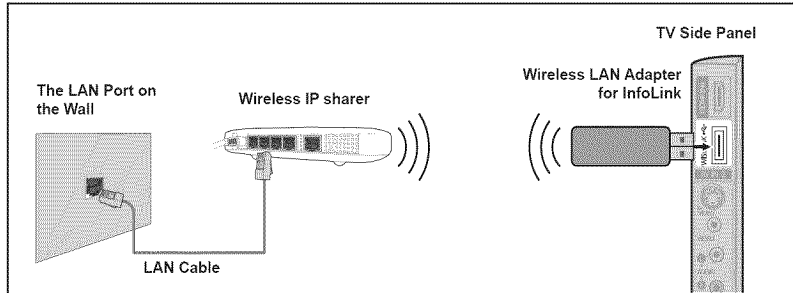 TV Side Panel
The LAN Port on
the Wall
Wireless IP sharer
Wireless LAN Adapter
for InfoLink
LAN Cable